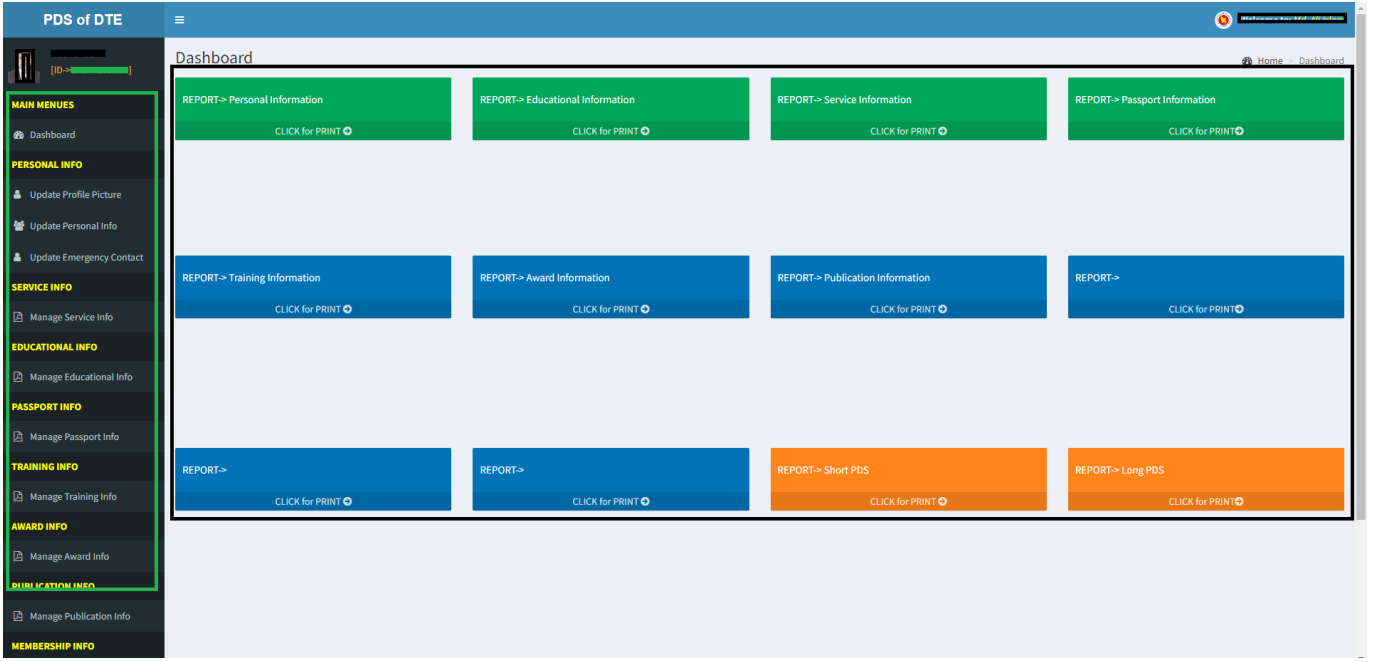 PDS of DTE
[ID->
MAIN MENUES
Dashboard
PERSONAL INFO
Update Profile Picture
Update Personal Info
Update Emergency Contact
SERVICE INFO
Manage Service Info
EDUCATIONAL INFO
Manage Educational Info
PASSPORT INFO
Manage Passport Info
TRAINING INFO
Manage Training Info
AWARD INFO
Manage Award Info
PUBLICATION INFO
Manage Publication Info
MEMBERSHIP INFO
Dashboard
Home > Dashboard
REPORT-> Personal Information
CLICK for PRINT
REPORT-> Educational Information
CLICK for PRINT
REPORT-> Service Information
CLICK for PRINT
REPORT-> Passport Information
CLICK for PRINT
REPORT-> Training Information
CLICK for PRINT
REPORT-> Award Information
CLICK for PRINT
REPORT-> Publication Information
CLICK for PRINT
REPORT->
CLICK for PRINT
REPORT->
CLICK for PRINT
REPORT->
CLICK for PRINT
REPORT-> Short PDS
CLICK for PRINT
REPORT-> Long PDS
CLICK for PRINT